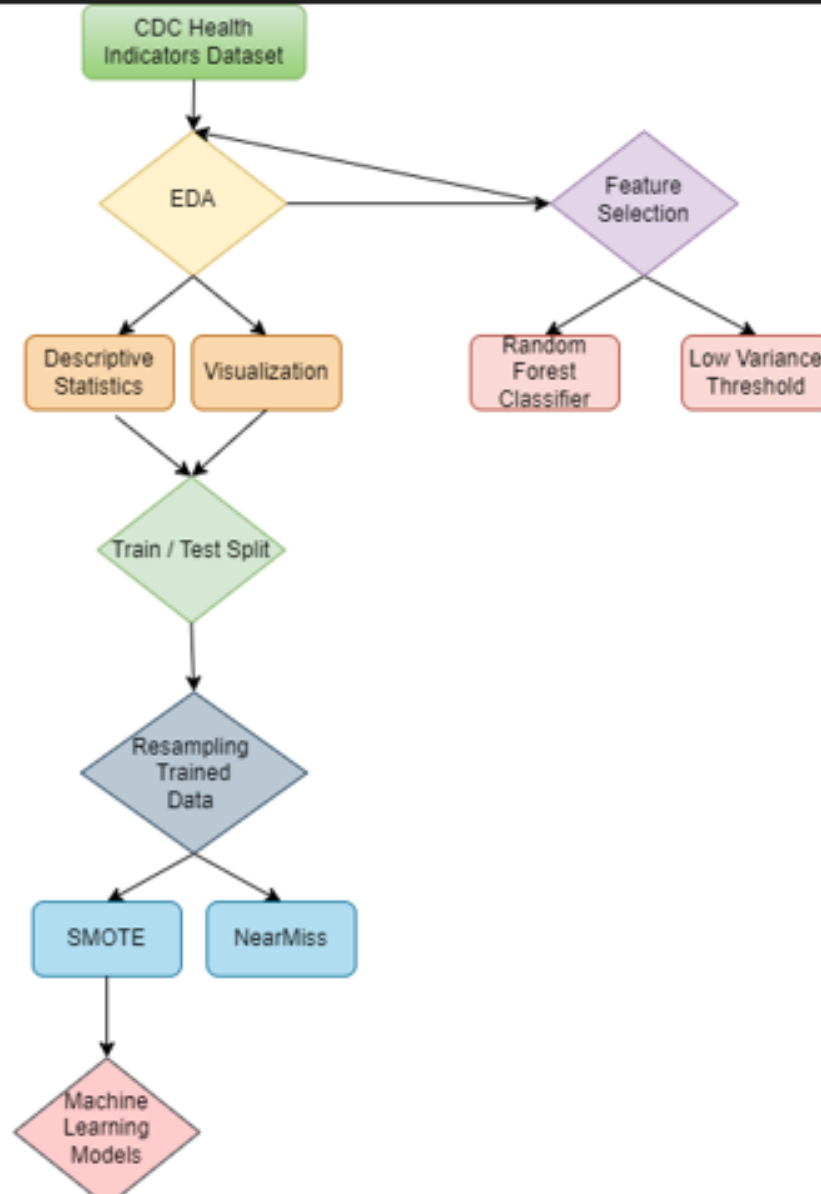 CDC Health
Indicators Dataset
EDA
Feature
Selection
Descriptive
Statistics
Visualization
Random
Forest
Classifier
Low Variance
Threshold
Train / Test Split
Resampling
Trained
Data
SMOTE
NearMiss
Machine
Learning
Models